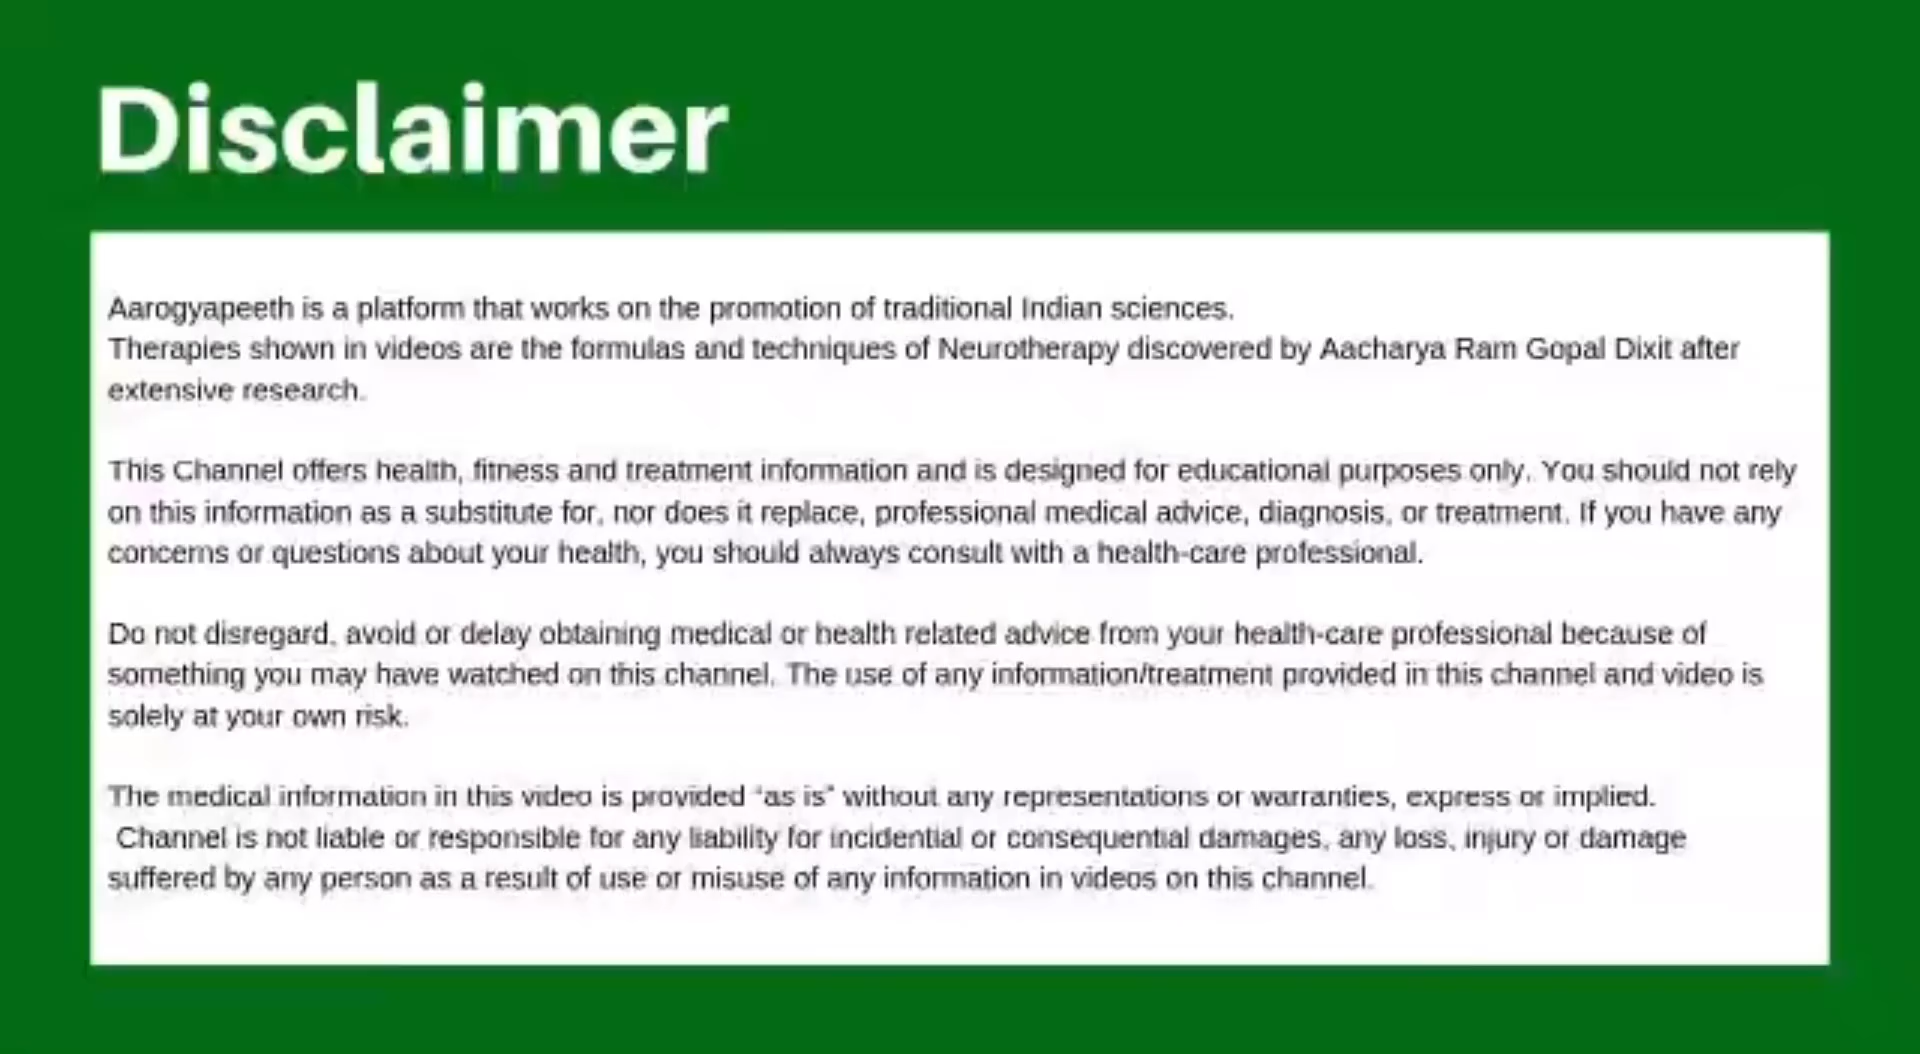 Disclaimer
Aarogyapeeth is a platform that works on the promotion of traditional Indian sciences.
Therapies shown in videos are the formulas and techniques of Neurotherapy discovered by Aacharya Ram Gopal Dixit after
extensive research.
This Channel offers health, fitness and treatment information and is designed for educational purposes only. You should not rely
on this information as a substitute for, nor does it replace, professional medical advice, diagnosis, or treatment. If you have any
concerns or questions about your health, you should always consult with a health-care professional.
Do not disregard, avoid or delay obtaining medical or health related advice from your health-care professional because of
something you may have watched on this channel. The use of any information/treatment provided in this channel and video is
solely at your own risk.
The medical information in this video is provided “as is” without any representations or warranties, express or implied.
Channel is not liable or responsible for any liability for incidential or consequential damages, any loss, injury or damage
suffered by any person as a result of use or misuse of any information in videos on this channel.